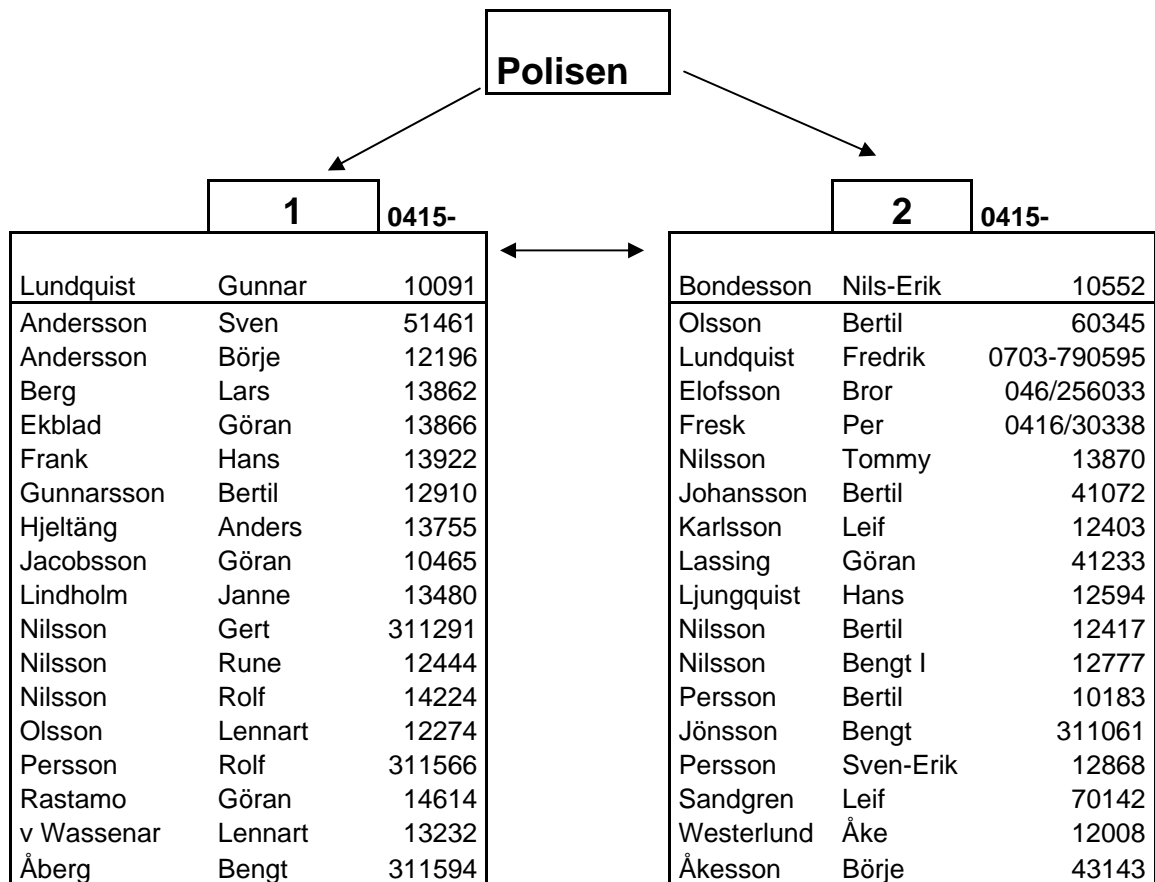 Polisen
1 0415-
Lundquist Gunnar 10091
Andersson Sven 51461
Andersson Börje 12196
Berg Lars 13862
Ekblad Göran 13866
Frank Hans 13922
Gunnarsson Bertil 12910
Hjeltäng Anders 13755
Jacobsson Göran 10465
Lindholm Janne 13480
Nilsson Gert 311291
Nilsson Rune 12444
Nilsson Rolf 14224
Olsson Lennart 12274
Persson Rolf 311566
Rastamo Göran 14614
v Wassenar Lennart 13232
Åberg Bengt 311594
2 0415-
Bondesson Nils-Erik 10552
Olsson Bertil 60345
Lundquist Fredrik 0703-790595
Elofsson Bror 046/256033
Fresk Per 0416/30338
Nilsson Tommy 13870
Johansson Bertil 41072
Karlsson Leif 12403
Lassing Göran 41233
Ljungquist Hans 12594
Nilsson Bertil 12417
Nilsson Bengt I 12777
Persson Bertil 10183
Jönsson Bengt 311061
Persson Sven-Erik 12868
Sandgren Leif 70142
Westerlund Åke 12008
Åkesson Börje 43143